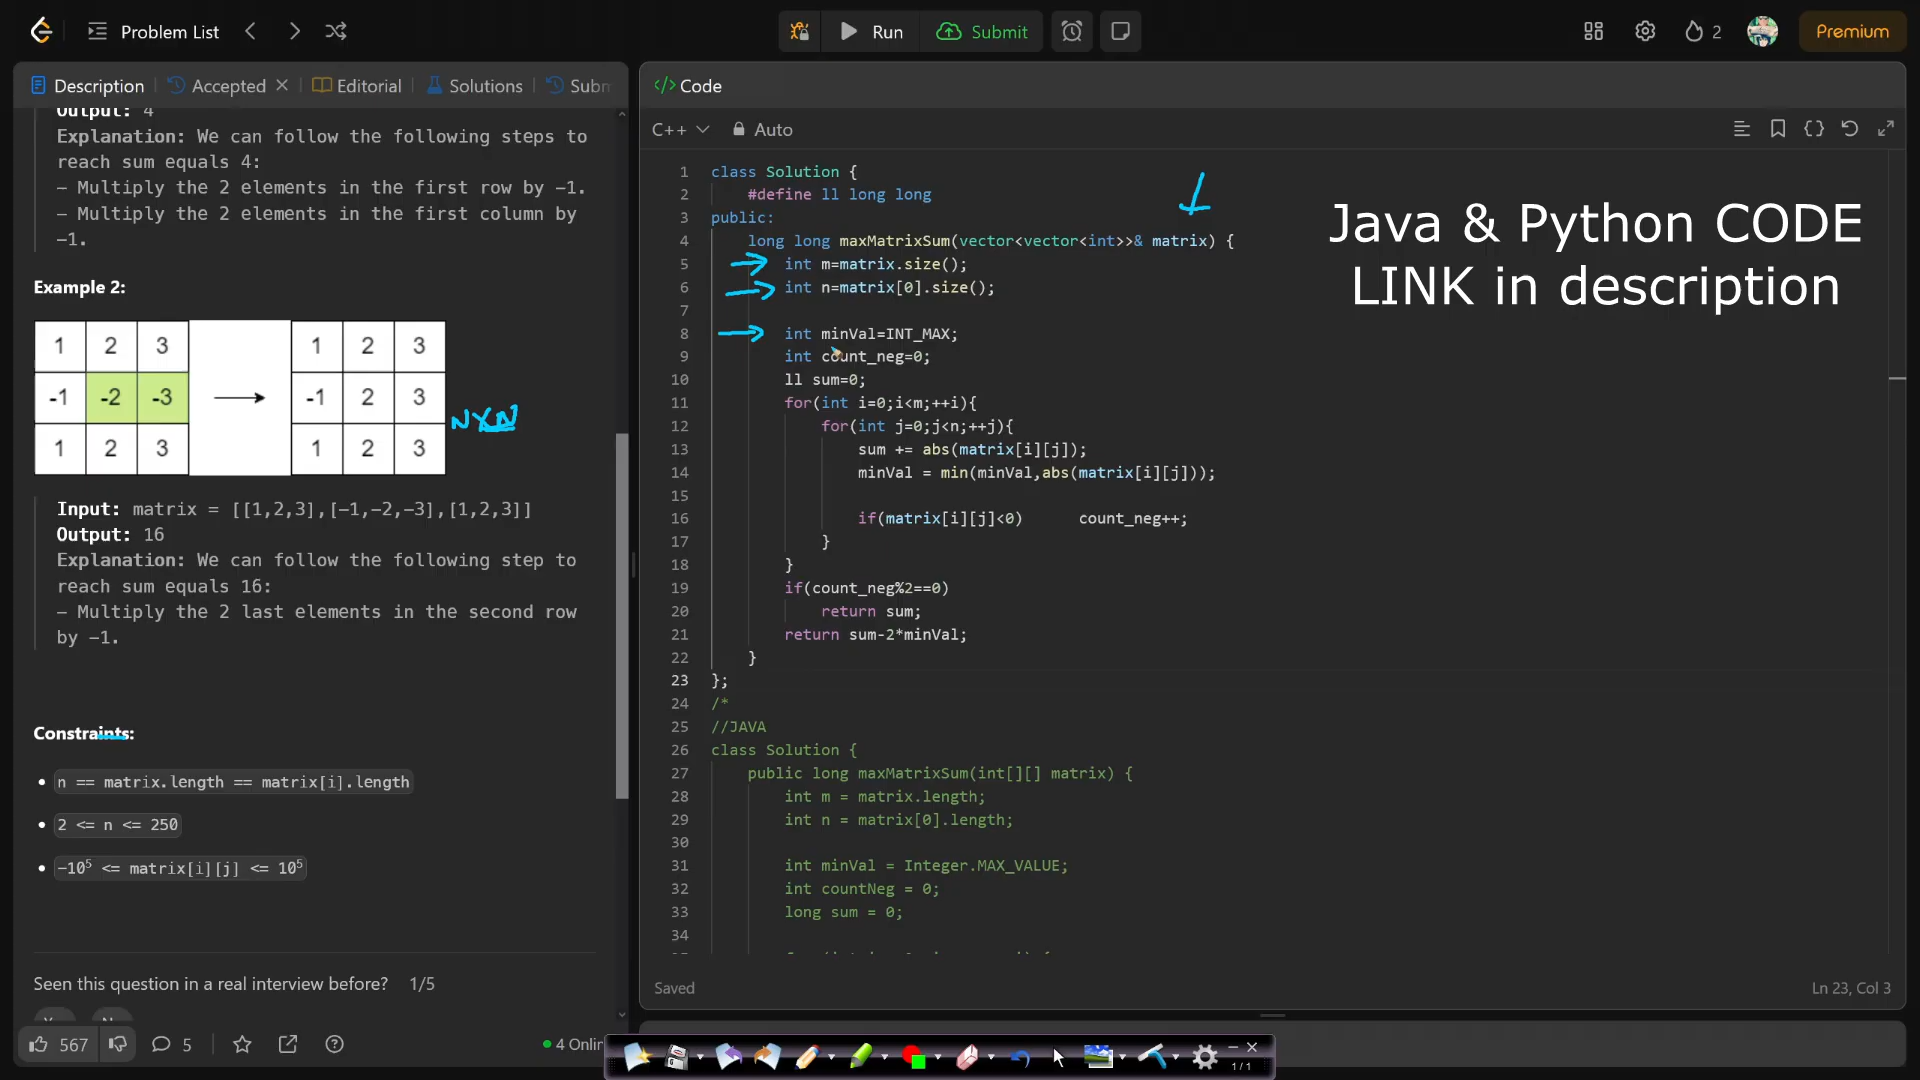 Problem List
Run
Submit
2
Premium
Description
Accepted
Editorial
Solutions
Subm
Output: 4
Explanation: We can follow the following steps to
reach sum equals 4:
- Multiply the 2 elements in the first row by -1.
- Multiply the 2 elements in the first column by
-1.
Example 2:
1 2 3 1 2 3
-1 -2 -3 -1 2 3
1 2 3 1 2 3
NXN
Input: matrix = [[1,2,3],[-1,-2,-3],[1,2,3]]
Output: 16
Explanation: We can follow the following step to
reach sum equals 16:
- Multiply the 2 last elements in the second row
by -1.
Constraints:
n == matrix.length == matrix[i].length
2 <= n <= 250
-10⁵ <= matrix[i][j] <= 10⁵
Seen this question in a real interview before? 1/5
567
5
4 Onlin
</> Code
C++
Auto
1 class Solution {
2 #define ll long long
3 public:
4 long long maxMatrixSum(vector<vector<int>>& matrix) {
5 int m=matrix.size();
6 int n=matrix[0].size();
7
8 int minVal=INT_MAX;
9 int count_neg=0;
10 ll sum=0;
11 for(int i=0;i<m;++i){
12 for(int j=0;j<n;++j){
13 sum += abs(matrix[i][j]);
14 minVal = min(minVal,abs(matrix[i][j]));
15
16 if(matrix[i][j]<0) count_neg++;
17 }
18 }
19 if(count_neg%2==0)
20 return sum;
21 return sum-2*minVal;
22 }
23 };
24 /*
25 //JAVA
26 class Solution {
27 public long maxMatrixSum(int[][] matrix) {
28 int m = matrix.length;
29 int n = matrix[0].length;
30
31 int minVal = Integer.MAX_VALUE;
32 int countNeg = 0;
33 long sum = 0;
34
Java & Python CODE
LINK in description
Saved
Ln 23, Col 3
1/1